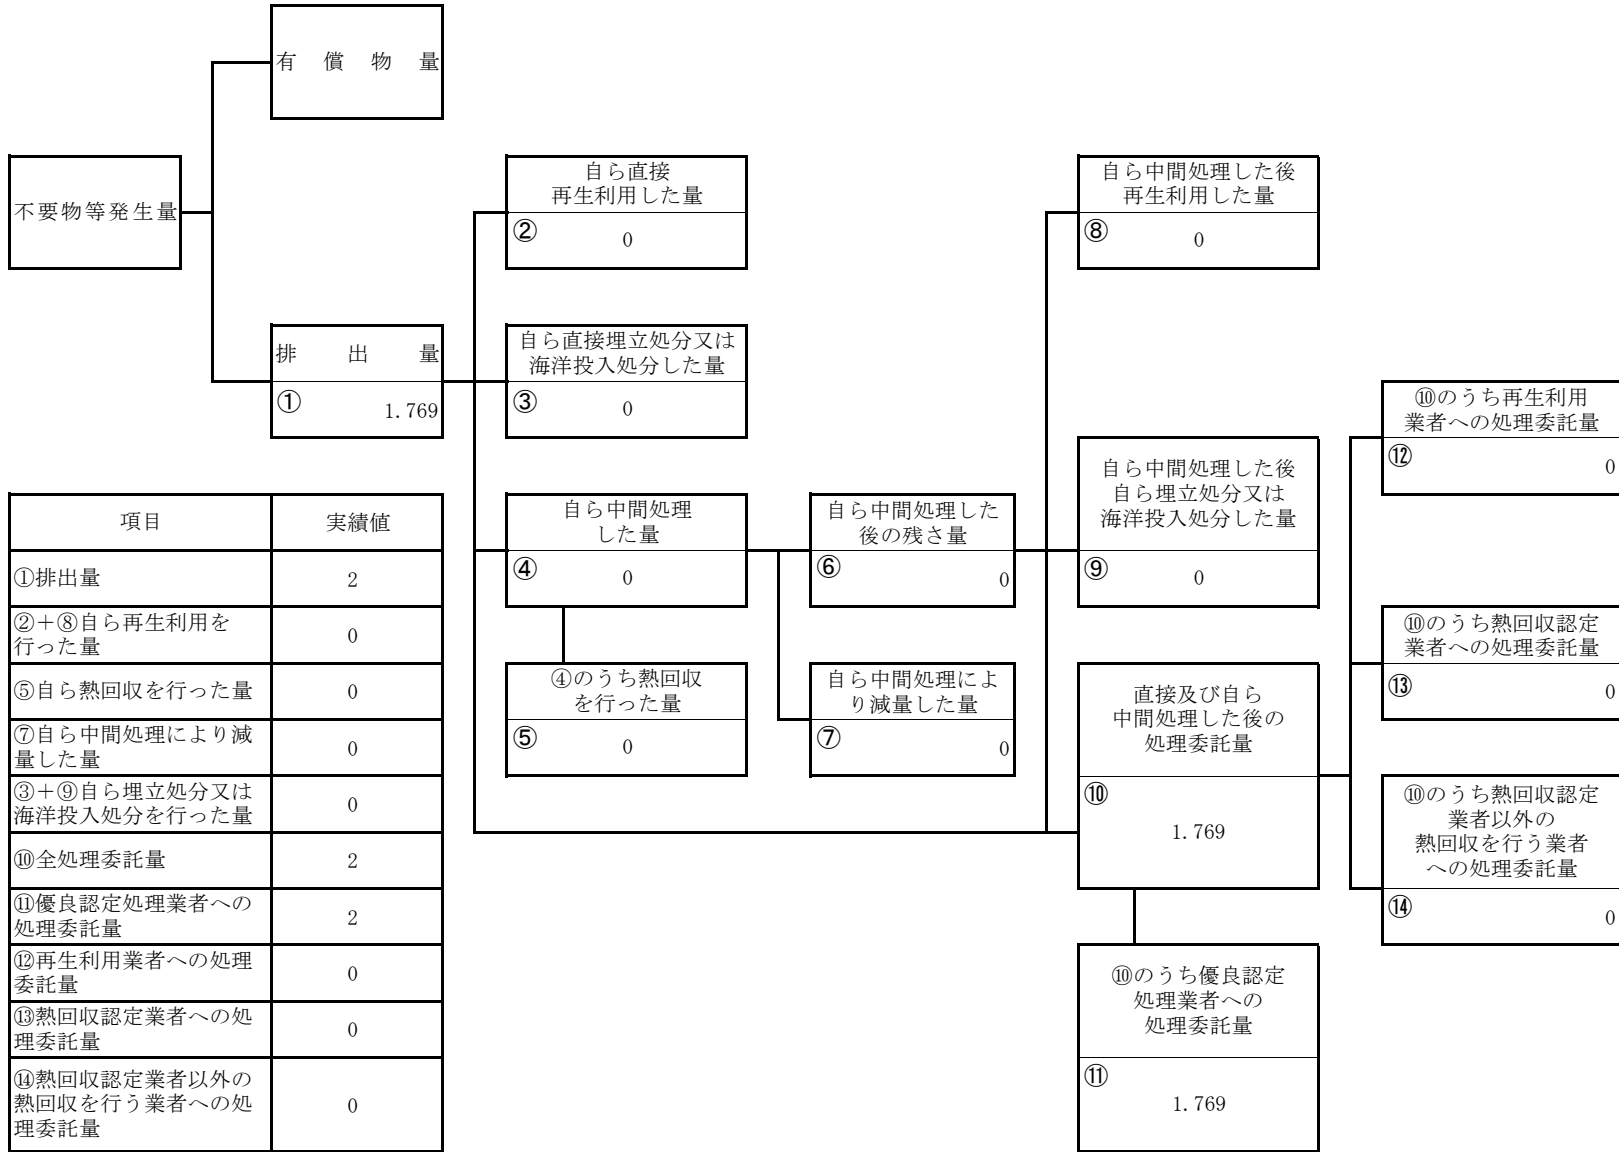 有償物量
不要物等発生量
排出量
① 1.769
自ら直接
再生利用した量
② 0
自ら直接埋立処分又は
海洋投入処分した量
③ 0
自ら中間処理
した量
④ 0
④のうち熱回収
を行った量
⑤ 0
自ら中間処理した
後の残さ量
⑥ 0
自ら中間処理によ
り減量した量
⑦ 0
自ら中間処理した後
再生利用した量
⑧ 0
自ら中間処理した後
自ら埋立処分又は
海洋投入処分した量
⑨ 0
直接及び自ら
中間処理した後の
処理委託量
⑩
1.769
⑩のうち優良認定
処理業者への
処理委託量
⑪
1.769
⑩のうち再生利用
業者への処理委託量
⑫ 0
⑩のうち熱回収認定
業者への処理委託量
⑬ 0
⑩のうち熱回収認定
業者以外の
熱回収を行う業者
への処理委託量
⑭ 0
項目 実績値
①排出量 2
②+⑧自ら再生利用を
行った量 0
⑤自ら熱回収を行った量 0
⑦自ら中間処理により減
量した量 0
③+⑨自ら埋立処分又は
海洋投入処分を行った量 0
⑩全処理委託量 2
⑪優良認定処理業者への
処理委託量 2
⑫再生利用業者への処理
委託量 0
⑬熱回収認定業者への処
理委託量 0
⑭熱回収認定業者以外の
熱回収を行う業者への処 0
理委託量